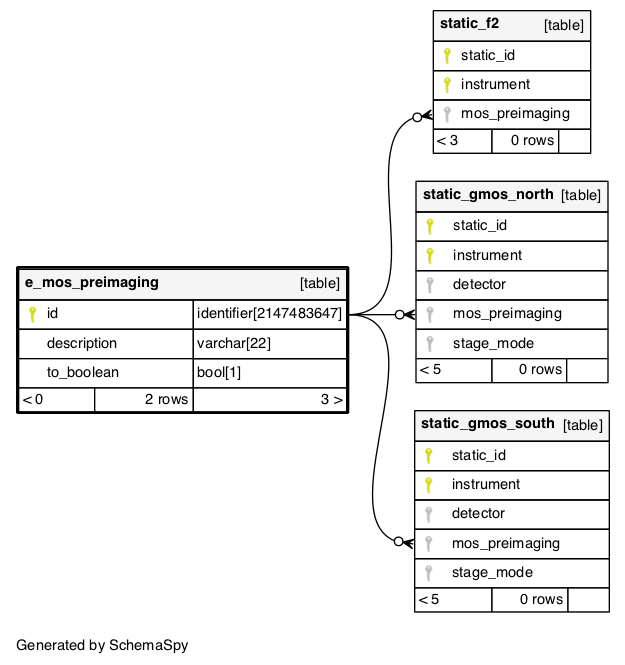 static_f2 [table]
static_id
instrument
mos_preimaging
< 3 0 rows
static_gmos_north [table]
static_id
instrument
detector
mos_preimaging
stage_mode
< 5 0 rows
e_mos_preimaging [table]
id identifier[2147483647]
description varchar[22]
to_boolean bool[1]
< 0 2 rows 3 >
static_gmos_south [table]
static_id
instrument
detector
mos_preimaging
stage_mode
< 5 0 rows
Generated by SchemaSpy